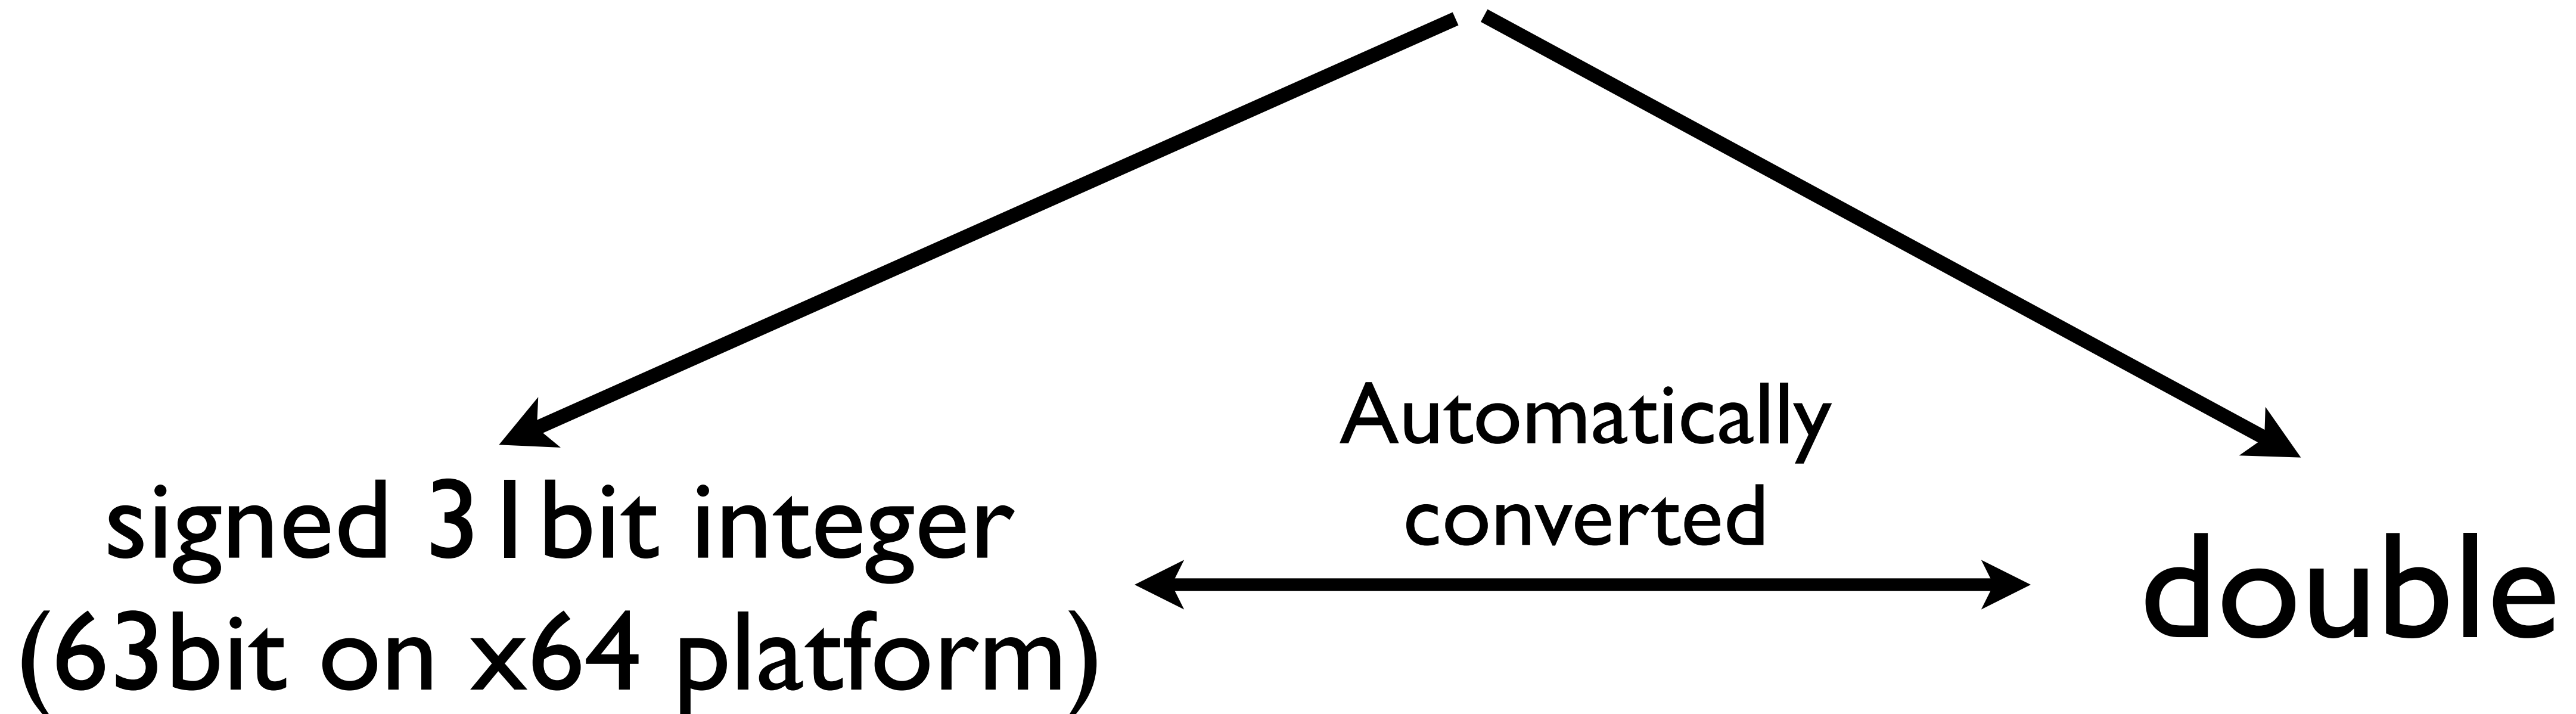 Automatically
converted
signed 31bit integer
(63bit on x64 platform)
double